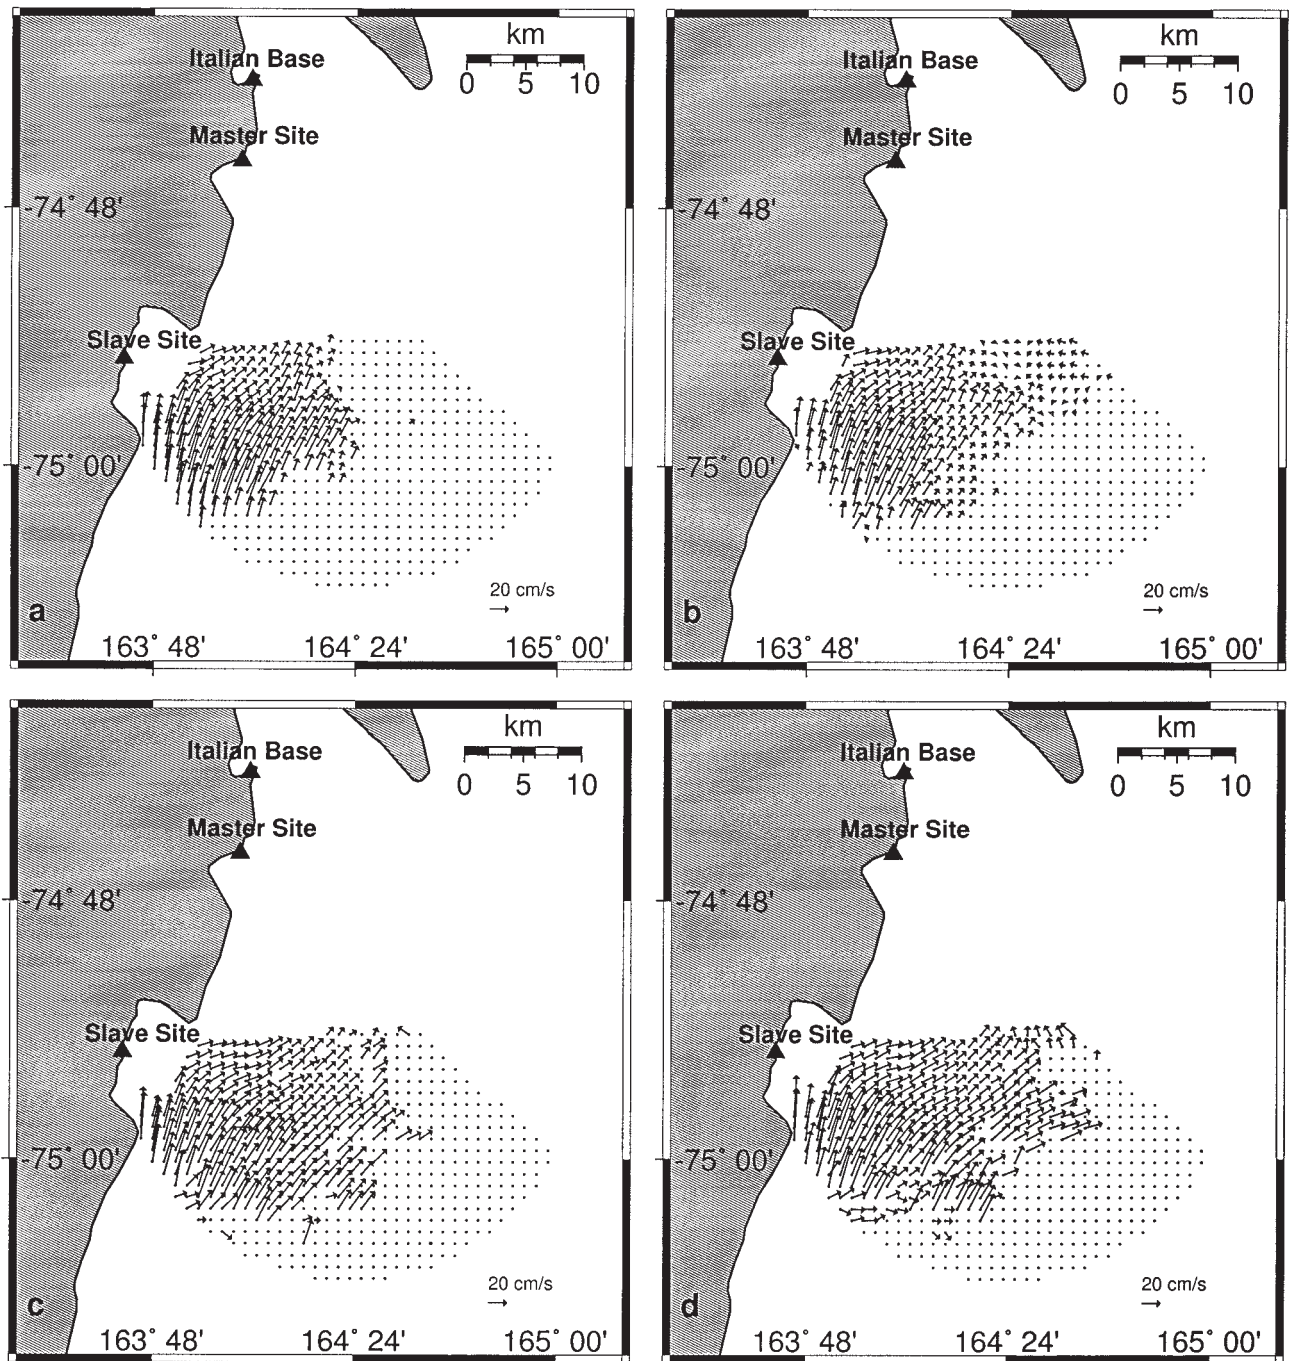 km
0 5 10
Italian Base
Master Site
-74° 48'
Slave Site
-75° 00'
20 cm/s
a
163° 48' 164° 24' 165° 00'
km
0 5 10
Italian Base
Master Site
-74° 48'
Slave Site
-75° 00'
20 cm/s
b
163° 48' 164° 24' 165° 00'
km
0 5 10
Italian Base
Master Site
-74° 48'
Slave Site
-75° 00'
20 cm/s
c
163° 48' 164° 24' 165° 00'
km
0 5 10
Italian Base
Master Site
-74° 48'
Slave Site
-75° 00'
20 cm/s
d
163° 48' 164° 24' 165° 00'